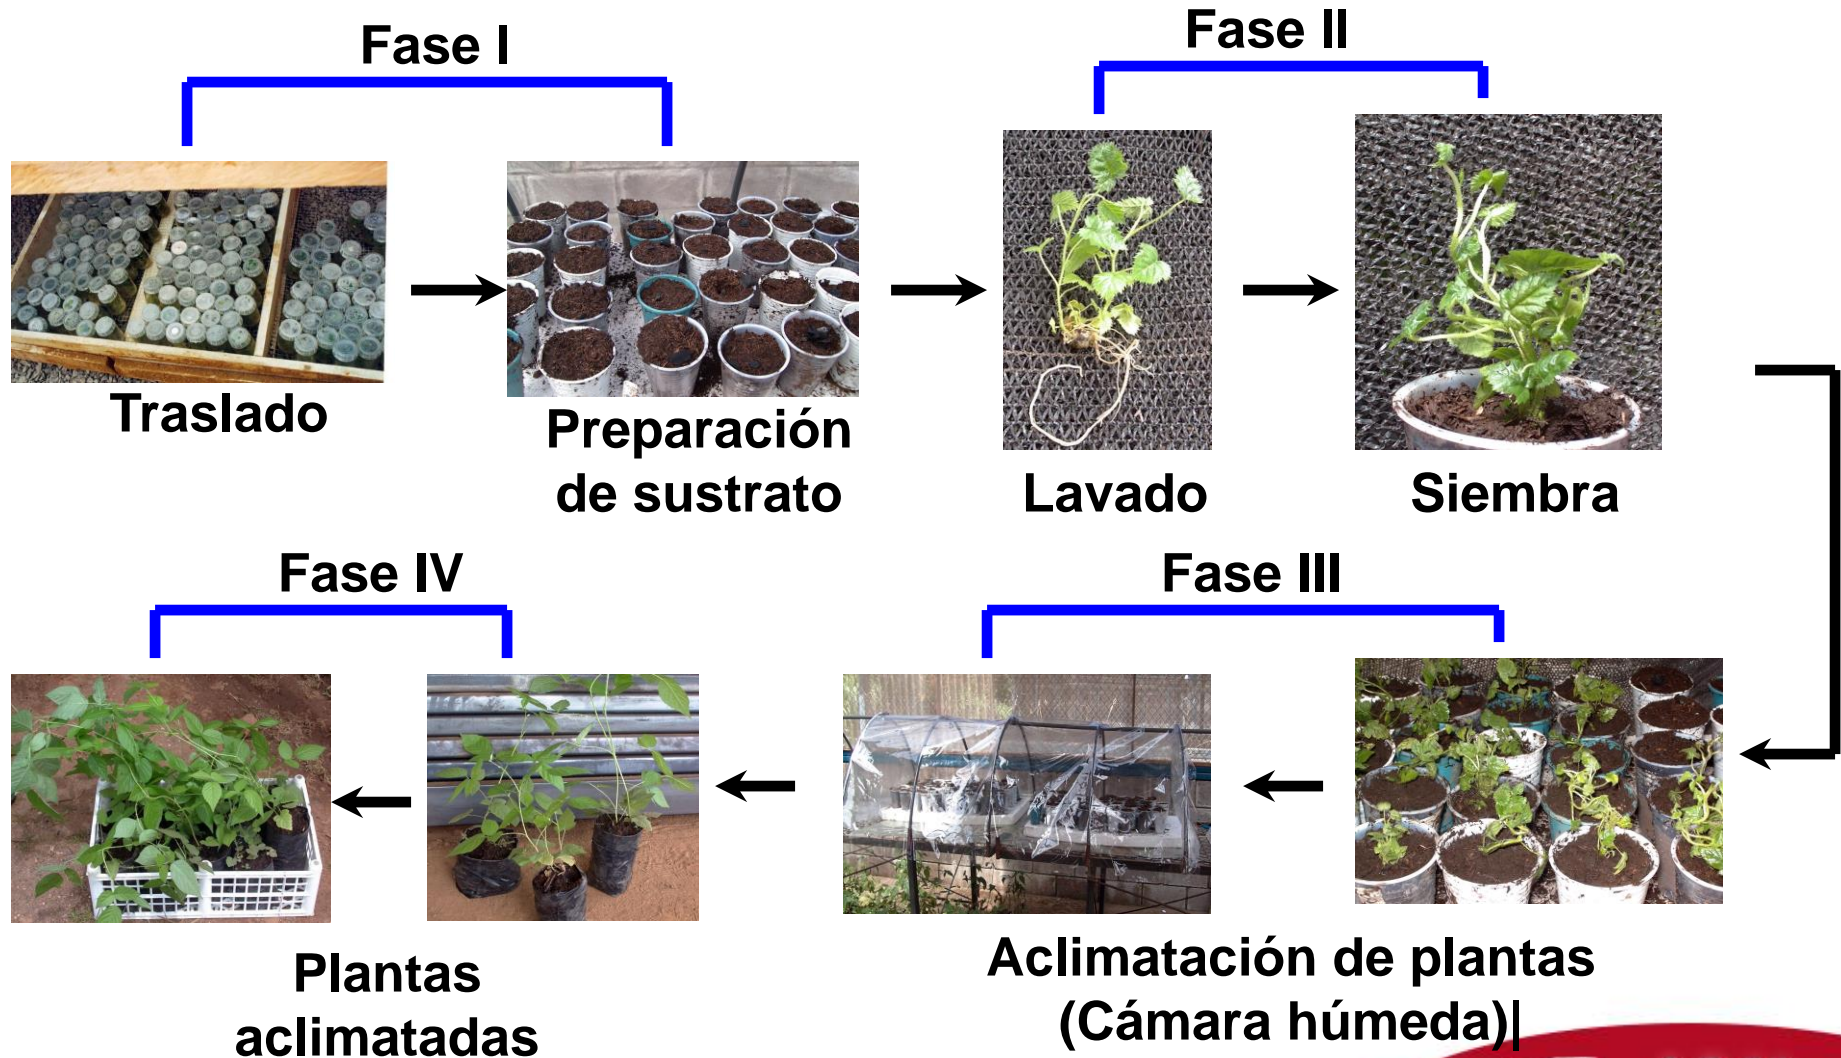 Fase I
Fase II
Traslado
Preparación
de sustrato
Lavado
Siembra
Fase IV
Fase III
Plantas
aclimatadas
Aclimatación de plantas
(Cámara húmeda)|